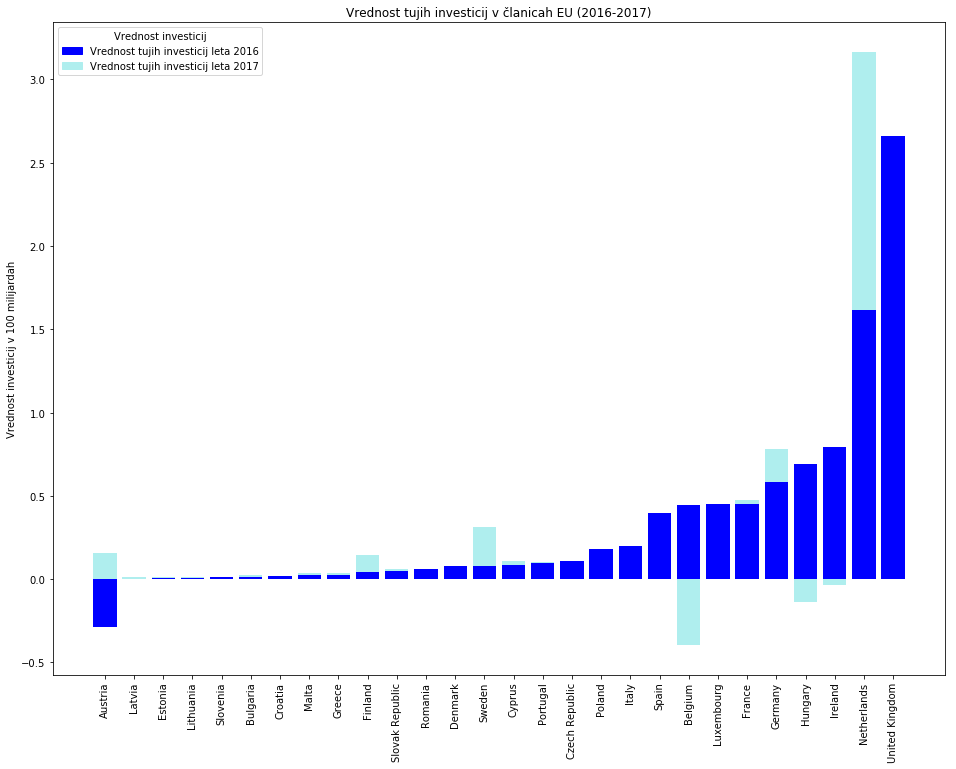 Vrednost tujih investicij v članicah EU (2016-2017)
Vrednost investicij
Vrednost tujih investicij leta 2016
Vrednost tujih investicij leta 2017
Vrednost investicij v 100 milijardah
3.0
2.5
2.0
1.5
1.0
0.5
0.0
−0.5
Austria
Latvia
Estonia
Lithuania
Slovenia
Bulgaria
Croatia
Malta
Greece
Finland
Slovak Republic
Romania
Denmark
Sweden
Cyprus
Portugal
Czech Republic
Poland
Italy
Spain
Belgium
Luxembourg
France
Germany
Hungary
Ireland
Netherlands
United Kingdom